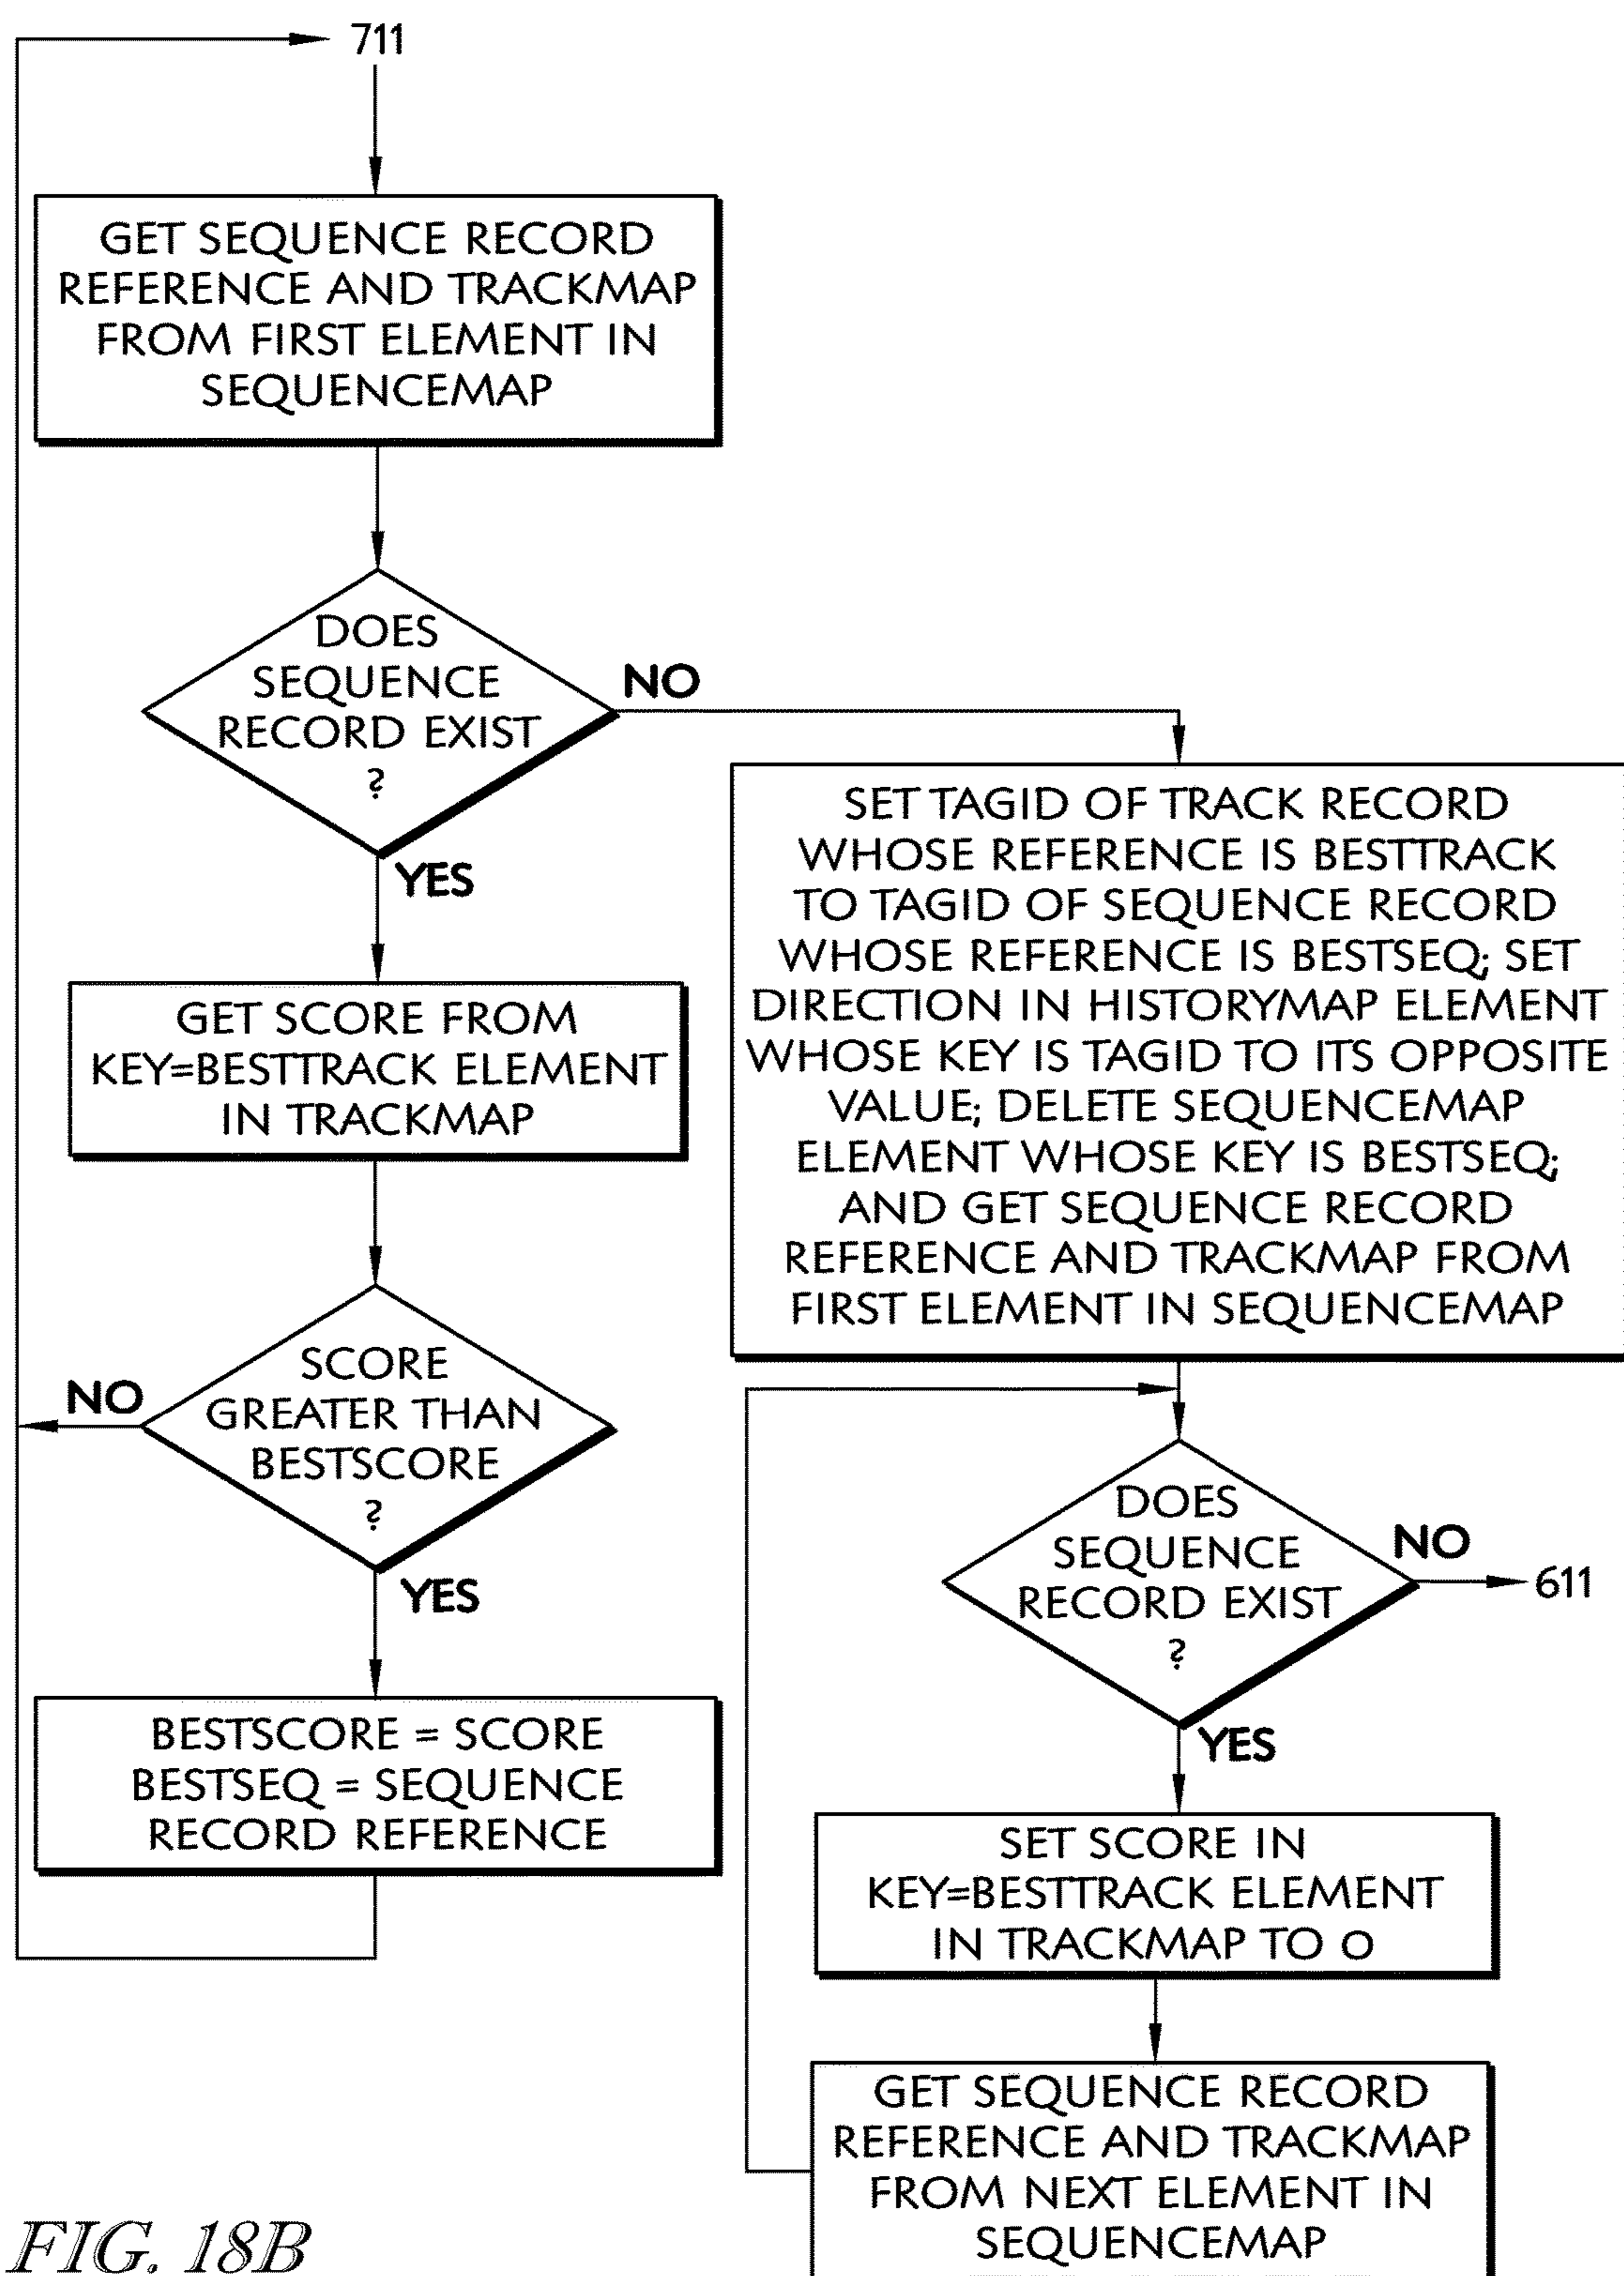 711
GET SEQUENCE RECORD
REFERENCE AND TRACKMAP
FROM FIRST ELEMENT IN
SEQUENCEMAP
DOES
SEQUENCE
RECORD EXIST
?
NO
YES
GET SCORE FROM
KEY=BESTTRACK ELEMENT
IN TRACKMAP
SCORE
GREATER THAN
BESTSCORE
?
NO
YES
BESTSCORE = SCORE
BESTSEQ = SEQUENCE
RECORD REFERENCE
SET TAGID OF TRACK RECORD
WHOSE REFERENCE IS BESTTRACK
TO TAGID OF SEQUENCE RECORD
WHOSE REFERENCE IS BESTSEQ; SET
DIRECTION IN HISTORYMAP ELEMENT
WHOSE KEY IS TAGID TO ITS OPPOSITE
VALUE; DELETE SEQUENCEMAP
ELEMENT WHOSE KEY IS BESTSEQ;
AND GET SEQUENCE RECORD
REFERENCE AND TRACKMAP FROM
FIRST ELEMENT IN SEQUENCEMAP
DOES
SEQUENCE
RECORD EXIST
?
NO
611
YES
SET SCORE IN
KEY=BESTTRACK ELEMENT
IN TRACKMAP TO 0
GET SEQUENCE RECORD
REFERENCE AND TRACKMAP
FROM NEXT ELEMENT IN
SEQUENCEMAP
FIG. 18B